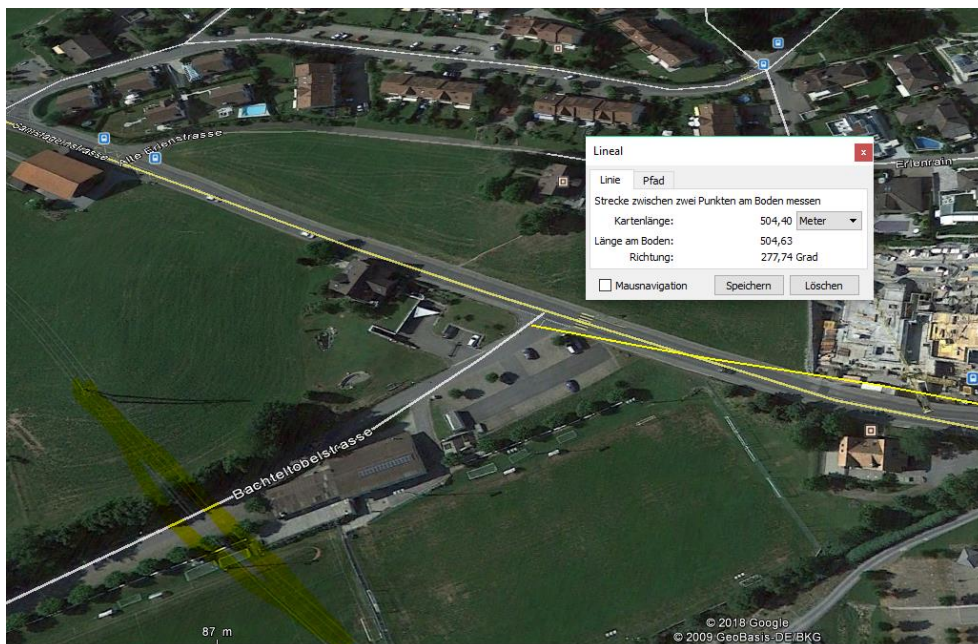 Samstagernstrasse
Alte Erlenstrasse
Erlenrain
Lineal
x
Linie
Pfad
Strecke zwischen zwei Punkten am Boden messen
Kartenlänge: 504,40 Meter
Länge am Boden: 504,63
Richtung: 277,74 Grad
Mausnavigation
Speichern
Löschen
Bachteltobelstrasse
87 m
© 2018 Google
© 2009 GeoBasis-DE/BKG